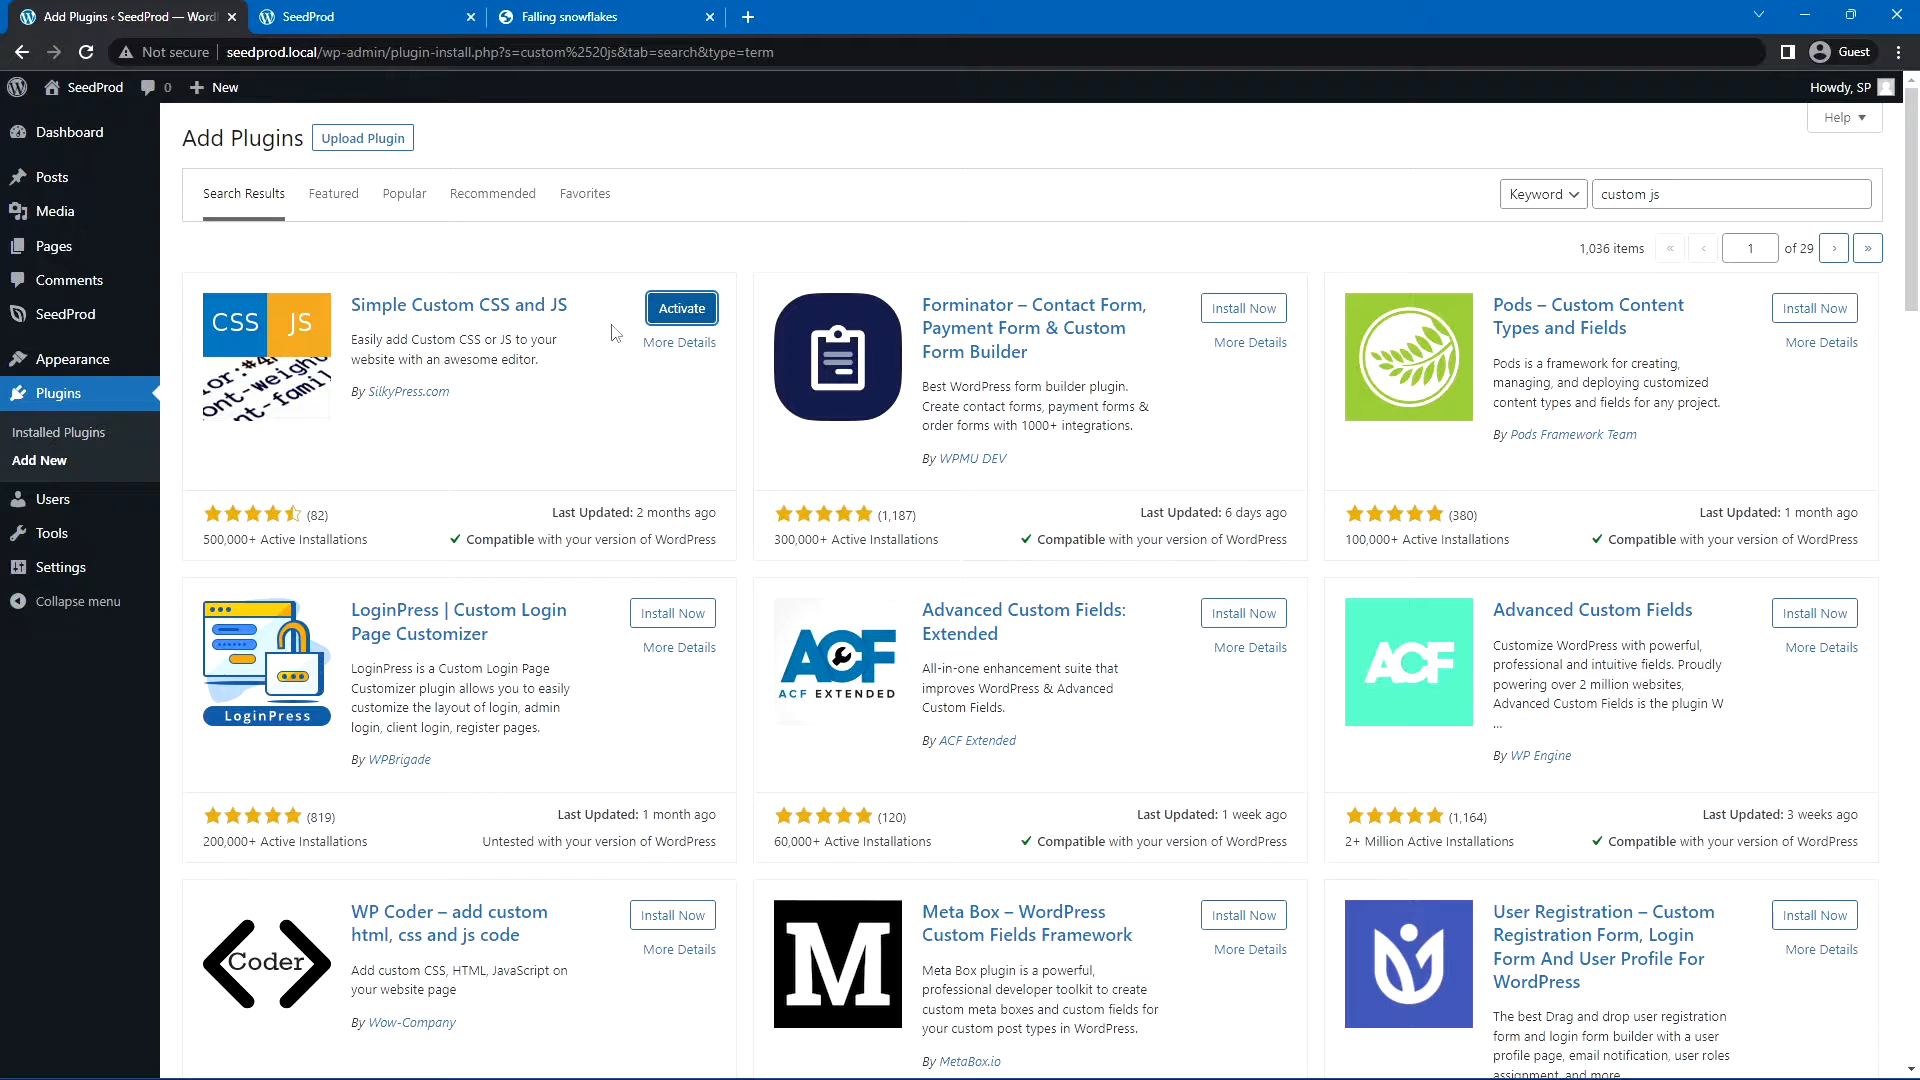 Add Plugins ‹ SeedProd — Word
SeedProd
Falling snowflakes
Not secure
seedprod.local/wp-admin/plugin-install.php?s=custom%2520js&tab=search&type=term
Guest
SeedProd
0
New
Howdy, SP
Dashboard
Posts
Media
Pages
Comments
SeedProd
Appearance
Plugins
Installed Plugins
Add New
Users
Tools
Settings
Collapse menu
Help
Add Plugins
Upload Plugin
Search Results
Featured
Popular
Recommended
Favorites
Keyword
custom js
1,036 items
«
‹
1
of 29
›
»
CSS JS
Simple Custom CSS and JS
Activate
More Details
Easily add Custom CSS or JS to your
website with an awesome editor.
By SilkyPress.com
(82)
500,000+ Active Installations
Last Updated: 2 months ago
Compatible with your version of WordPress
Forminator – Contact Form,
Payment Form & Custom
Form Builder
Install Now
More Details
Best WordPress form builder plugin.
Create contact forms, payment forms &
order forms with 1000+ integrations.
By WPMU DEV
(1,187)
300,000+ Active Installations
Last Updated: 6 days ago
Compatible with your version of WordPress
Pods – Custom Content
Types and Fields
Install Now
More Details
Pods is a framework for creating,
managing, and deploying customized
content types and fields for any project.
By Pods Framework Team
(380)
100,000+ Active Installations
Last Updated: 1 month ago
Compatible with your version of WordPress
LoginPress
LoginPress | Custom Login
Page Customizer
Install Now
More Details
LoginPress is a Custom Login Page
Customizer plugin allows you to easily
customize the layout of login, admin
login, client login, register pages.
By WPBrigade
(819)
200,000+ Active Installations
Last Updated: 1 month ago
Untested with your version of WordPress
ACF
ACF EXTENDED
Advanced Custom Fields:
Extended
Install Now
More Details
All-in-one enhancement suite that
improves WordPress & Advanced
Custom Fields.
By ACF Extended
(120)
60,000+ Active Installations
Last Updated: 1 week ago
Compatible with your version of WordPress
ACF
Advanced Custom Fields
Install Now
More Details
Customize WordPress with powerful,
professional and intuitive fields. Proudly
powering over 2 million websites,
Advanced Custom Fields is the plugin W
...
By WP Engine
(1,164)
2+ Million Active Installations
Last Updated: 3 weeks ago
Compatible with your version of WordPress
Coder
WP Coder – add custom
html, css and js code
Install Now
More Details
Add custom CSS, HTML, JavaScript on
your website page
By Wow-Company
M
Meta Box – WordPress
Custom Fields Framework
Install Now
More Details
Meta Box plugin is a powerful,
professional developer toolkit to create
custom meta boxes and custom fields for
your custom post types in WordPress.
By MetaBox.io
User Registration – Custom
Registration Form, Login
Form And User Profile For
WordPress
Install Now
More Details
The best Drag and drop user registration
form and login form builder with a user
profile page, email notification, user roles
assignment, and more.